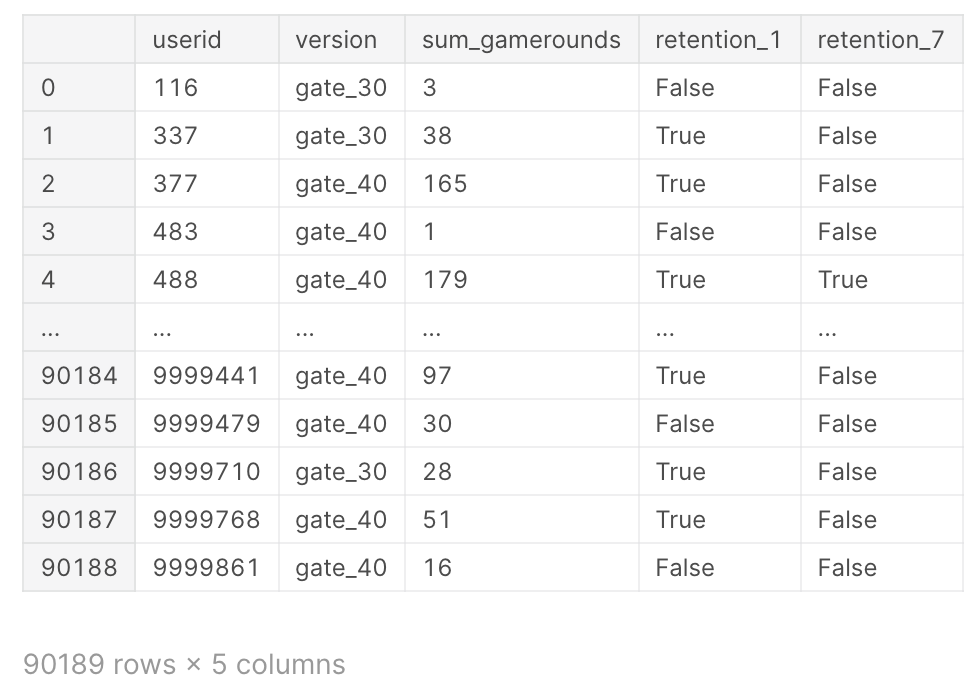 userid version sum_gamerounds retention_1 retention_7
0 116 gate_30 3 False False
1 337 gate_30 38 True False
2 377 gate_40 165 True False
3 483 gate_40 1 False False
4 488 gate_40 179 True True
... ... ... ... ... ...
90184 9999441 gate_40 97 True False
90185 9999479 gate_40 30 False False
90186 9999710 gate_30 28 True False
90187 9999768 gate_40 51 True False
90188 9999861 gate_40 16 False False
90189 rows × 5 columns